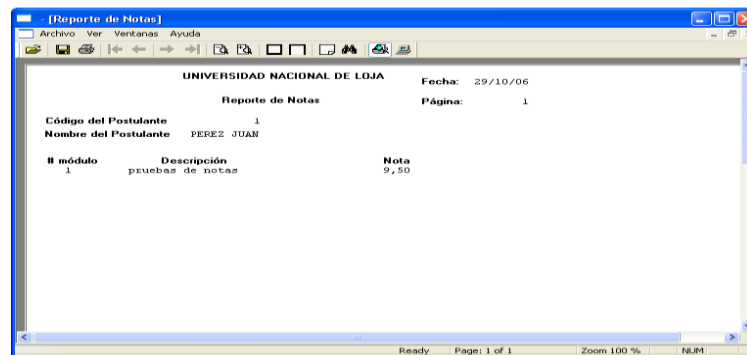 - [Reporte de Notas]
Archivo Ver Ventanas Ayuda
UNIVERSIDAD NACIONAL DE LOJA
Fecha: 29/10/06
Reporte de Notas
Página: 1
Código del Postulante 1
Nombre del Postulante PEREZ JUAN
# módulo Descripción Nota
1 pruebas de notas 9,50
Ready Page: 1 of 1 Zoom 100 % NUM